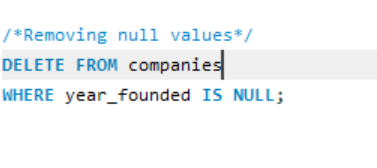 /*Removing null values*/
DELETE FROM companies
WHERE year_founded IS NULL;